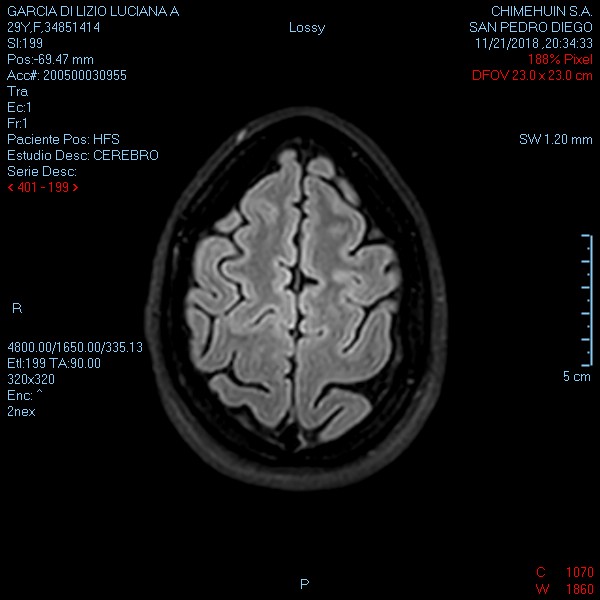 GARCIA DI LIZIO LUCIANA A
29Y,F,34851414
Sl:199
Pos:-69.47 mm
Acc#: 200500030955
Tra
Ec:1
Fr:1
Paciente Pos: HFS
Estudio Desc: CEREBRO
Serie Desc:
< 401 - 199 >
Lossy
CHIMEHUIN S.A.
SAN PEDRO DIEGO
11/21/2018 ,20:34:33
188% Pixel
DFOV 23.0 x 23.0 cm
SW 1.20 mm
R
4800.00/1650.00/335.13
Etl:199 TA:90.00
320x320
Enc: ^
2nex
5 cm
P
C 1070
W 1860